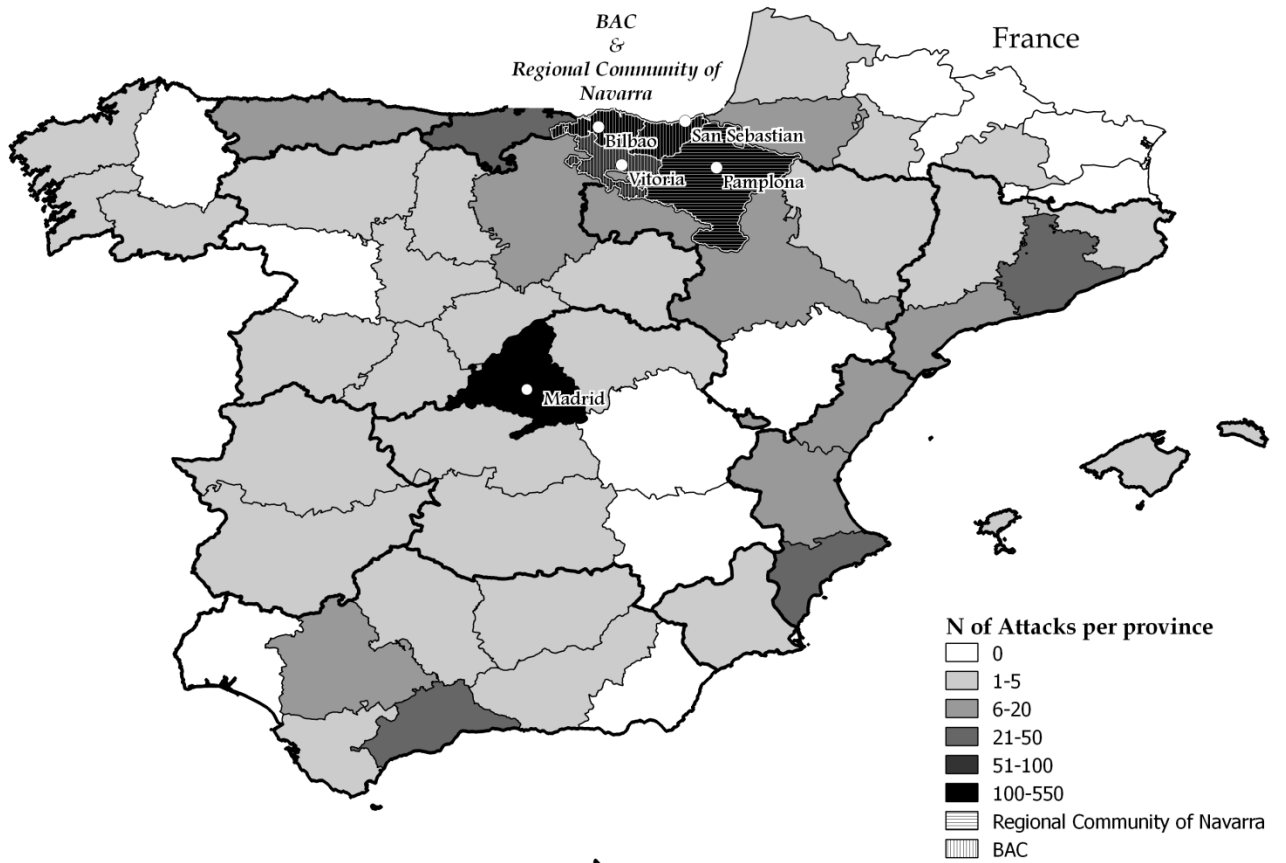 BAC
&
Regional Community of
Navarra
France
Bilbao
San Sebastian
Vitoria
Pamplona
Madrid
N of Attacks per province
0
1-5
6-20
21-50
51-100
100-550
Regional Community of Navarra
BAC